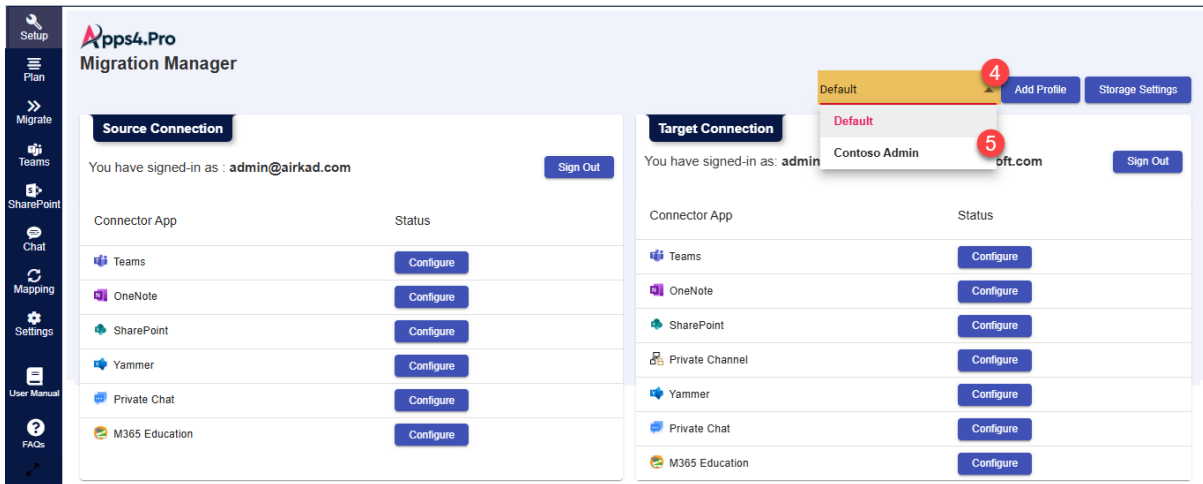 Setup
Plan
Migrate
Teams
SharePoint
Chat
Mapping
Settings
User Manual
FAQs
Apps4.Pro
Migration Manager
4
Default
Add Profile
Storage Settings
Default
5
Contoso Admin
Source Connection
You have signed-in as : admin@airkad.com
Sign Out
Connector App Status
Teams Configure
OneNote Configure
SharePoint Configure
Yammer Configure
Private Chat Configure
M365 Education Configure
Target Connection
You have signed-in as: admin oft.com
Sign Out
Connector App Status
Teams Configure
OneNote Configure
SharePoint Configure
Private Channel Configure
Yammer Configure
Private Chat Configure
M365 Education Configure